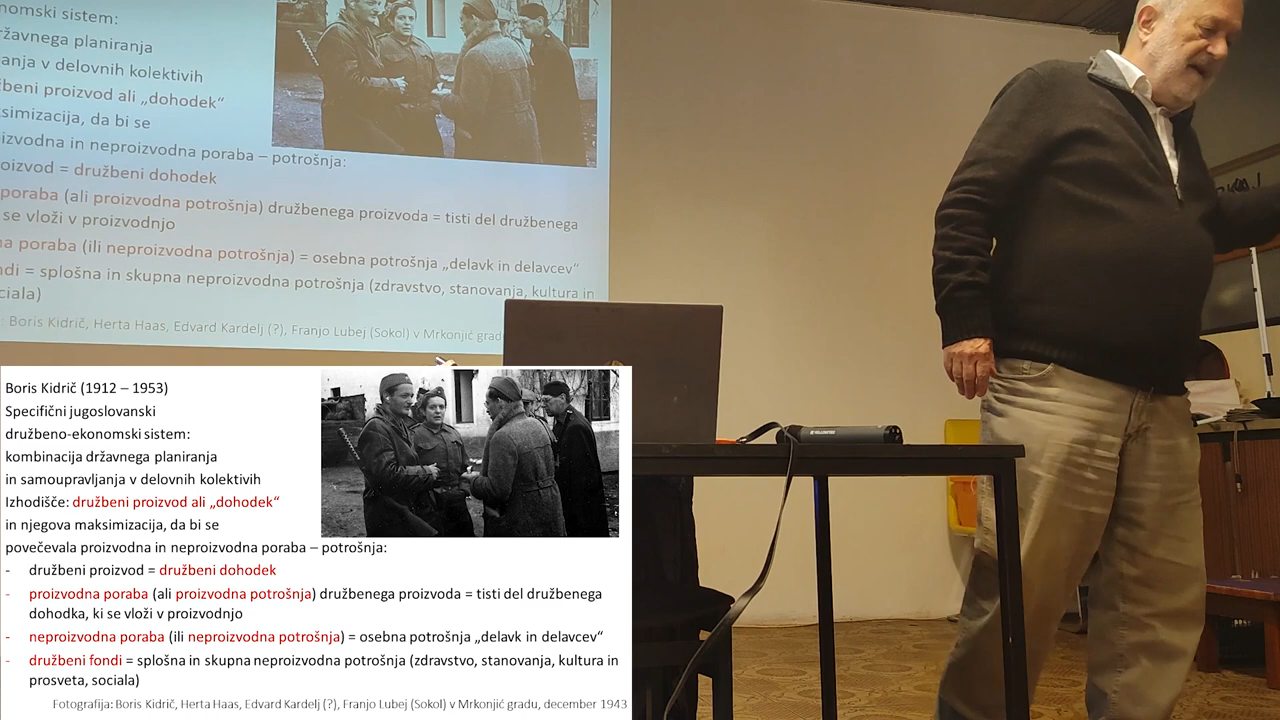 nomski sistem:
ržavnega planiranja
anja v delovnih kolektivih
žbeni proizvod ali „dohodek“
simizacija, da bi se
izvodna in neproizvodna poraba – potrošnja:
oizvod = družbeni dohodek
poraba (ali proizvodna potrošnja) družbenega proizvoda = tisti del družbenega
se vloži v proizvodnjo
na poraba (ili neproizvodna potrošnja) = osebna potrošnja „delavk in delavcev“
ndi = splošna in skupna neproizvodna potrošnja (zdravstvo, stanovanja, kultura in
ciala)
: Boris Kidrič, Herta Haas, Edvard Kardelj (?), Franjo Lubej (Sokol) v Mrkonjić grad
Boris Kidrič (1912 – 1953)
Specifični jugoslovanski
družbeno-ekonomski sistem:
kombinacija državnega planiranja
in samoupravljanja v delovnih kolektivih
Izhodišče: družbeni proizvod ali „dohodek“
in njegova maksimizacija, da bi se
povečevala proizvodna in neproizvodna poraba – potrošnja:
- družbeni proizvod = družbeni dohodek
- proizvodna poraba (ali proizvodna potrošnja) družbenega proizvoda = tisti del družbenega
dohodka, ki se vloži v proizvodnjo
- neproizvodna poraba (ili neproizvodna potrošnja) = osebna potrošnja „delavk in delavcev“
- družbeni fondi = splošna in skupna neproizvodna potrošnja (zdravstvo, stanovanja, kultura in
prosveta, sociala)
Fotografija: Boris Kidrič, Herta Haas, Edvard Kardelj (?), Franjo Lubej (Sokol) v Mrkonjić gradu, december 1943